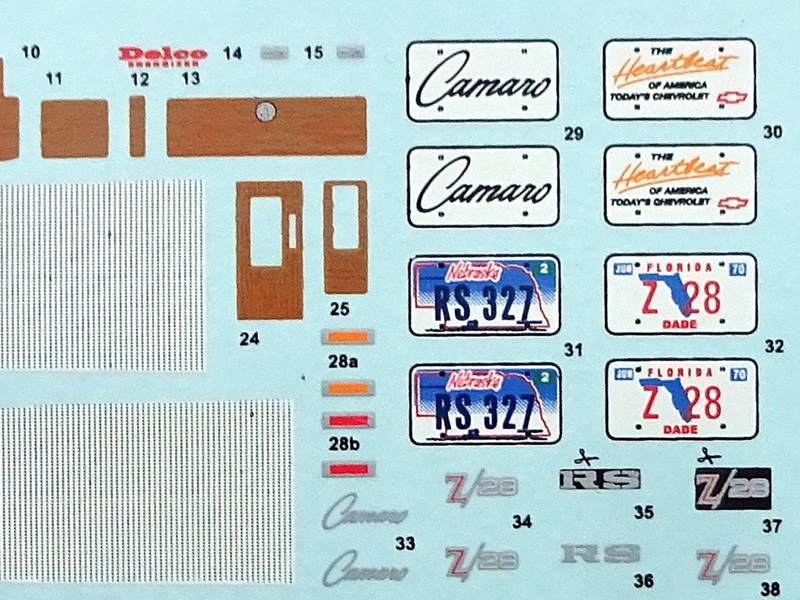 10
Delco
ENERGIZER
14
15
11
12
13
Camaro
29
THE
Heartbeat
OF AMERICA
TODAY'S CHEVROLET
30
Camaro
THE
Heartbeat
OF AMERICA
TODAY'S CHEVROLET
24
25
Nebraska 2
RS 327
31
JUN FLORIDA 70
Z 28
DADE
32
28a
Nebraska 2
RS 327
JUN FLORIDA 70
Z 28
DADE
28b
Camaro
33
Z/28
34
RS
35
Z/28
37
Camaro
Z/28
RS
36
Z/28
38